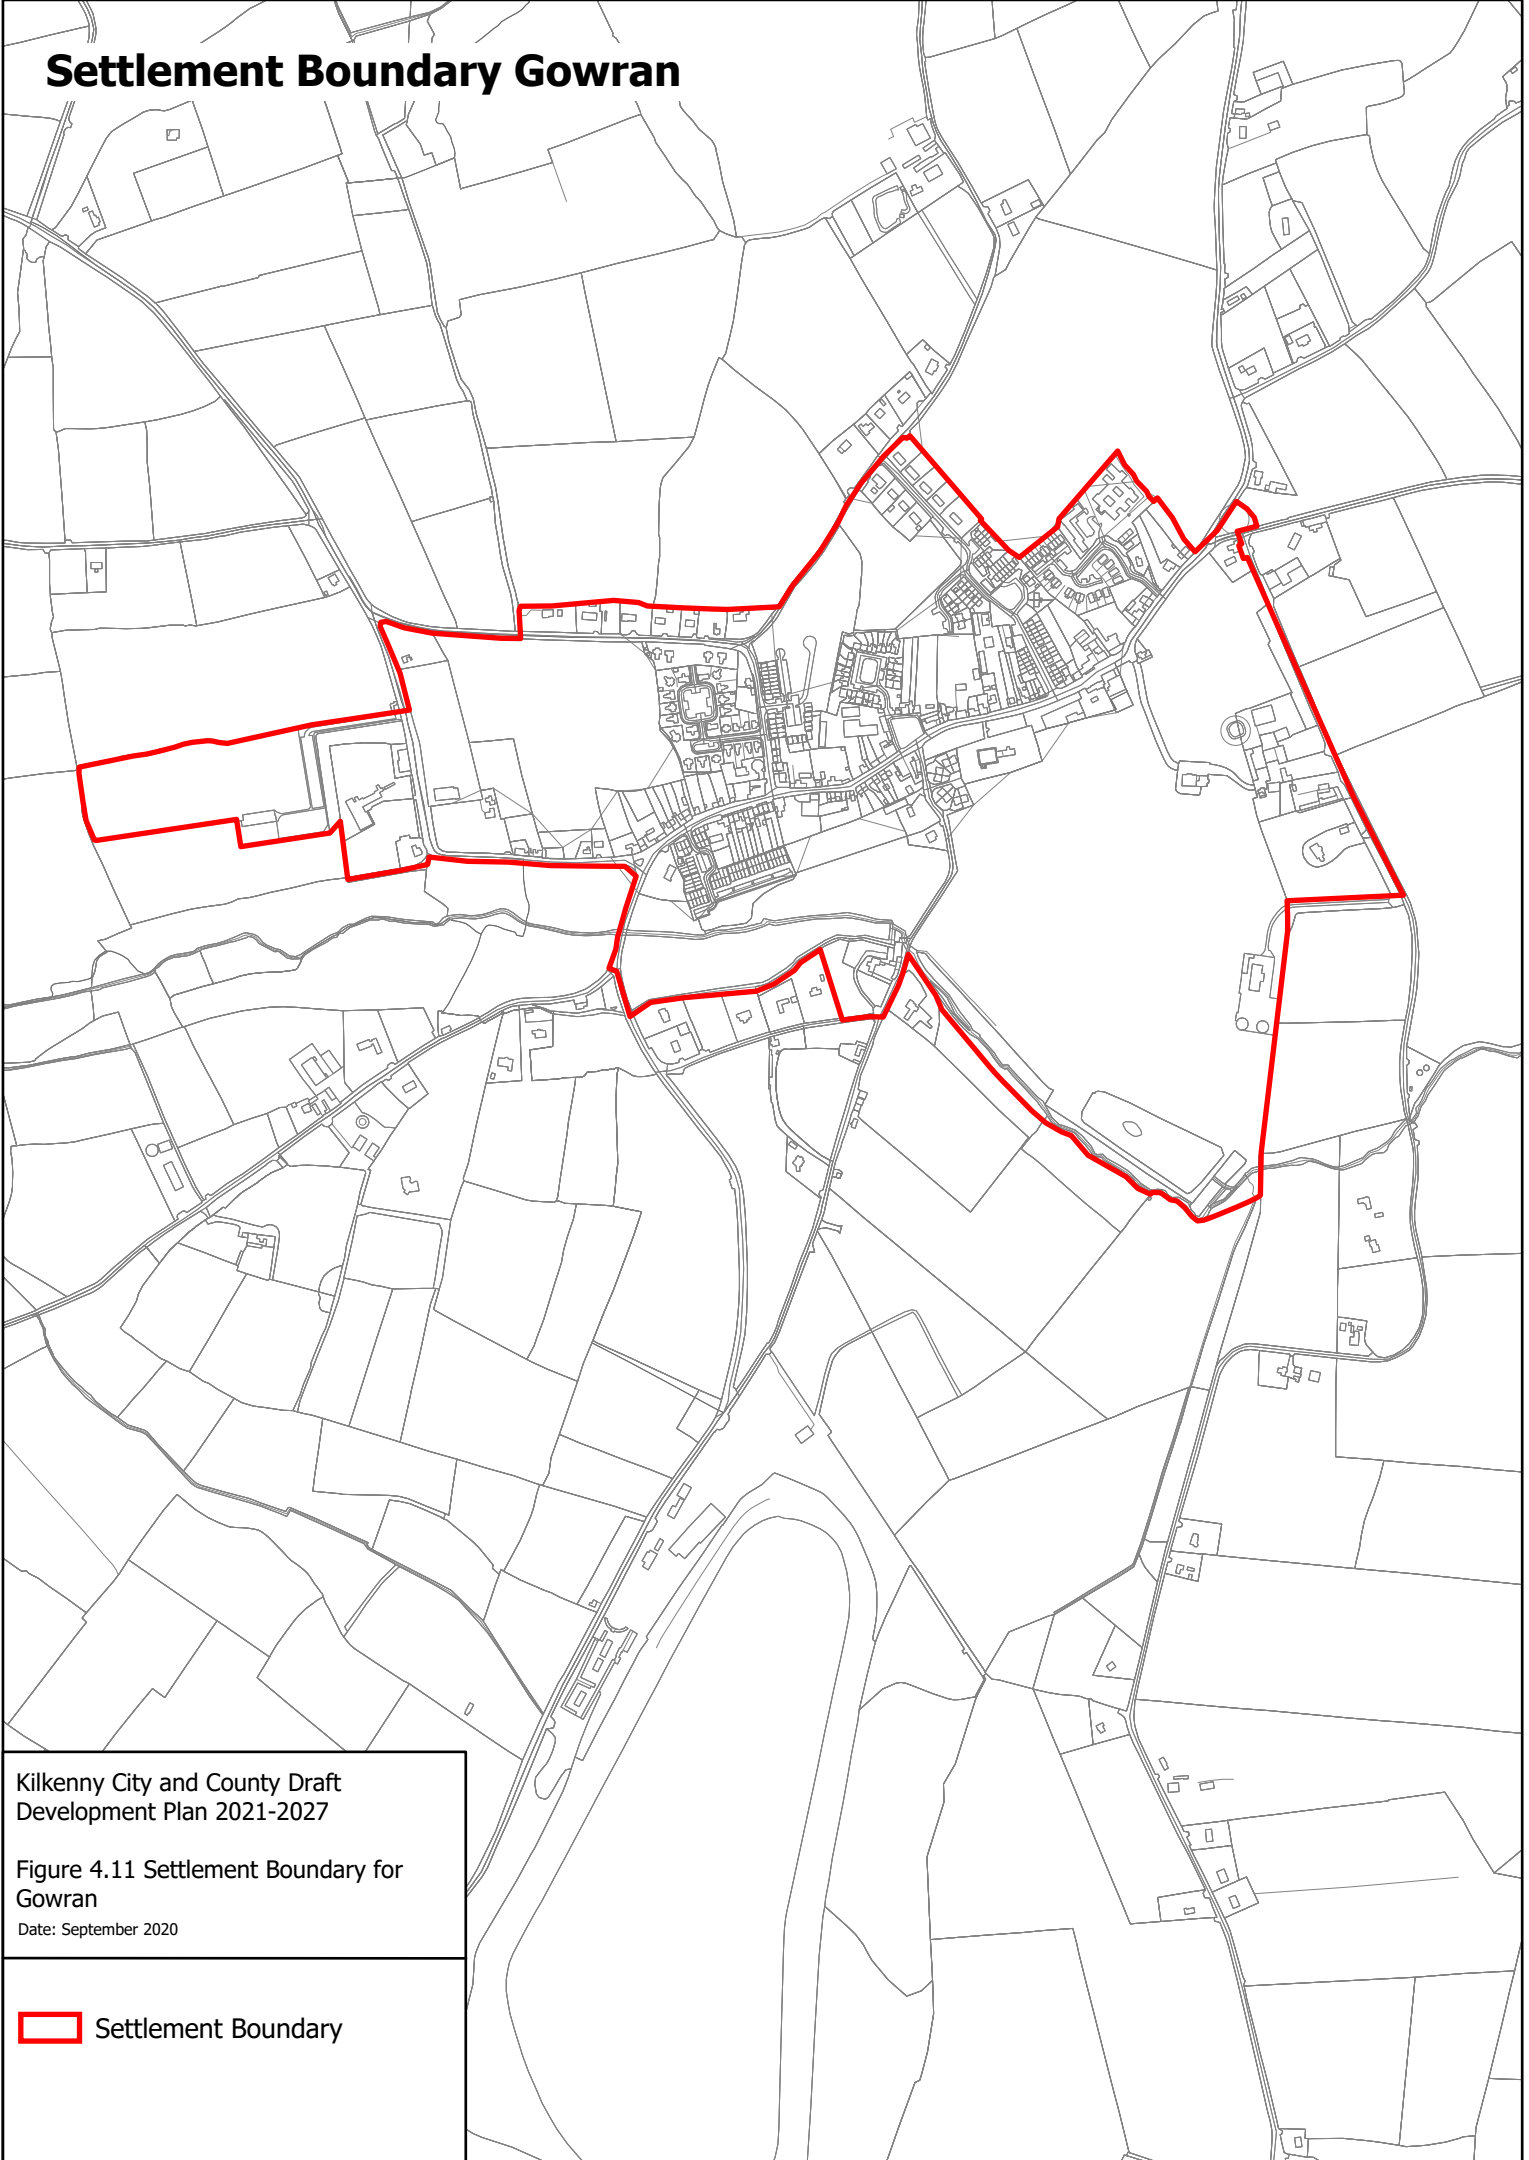 Settlement Boundary Gowran
Kilkenny City and County Draft
Development Plan 2021-2027
Figure 4.11 Settlement Boundary for
Gowran
Date: September 2020
Settlement Boundary